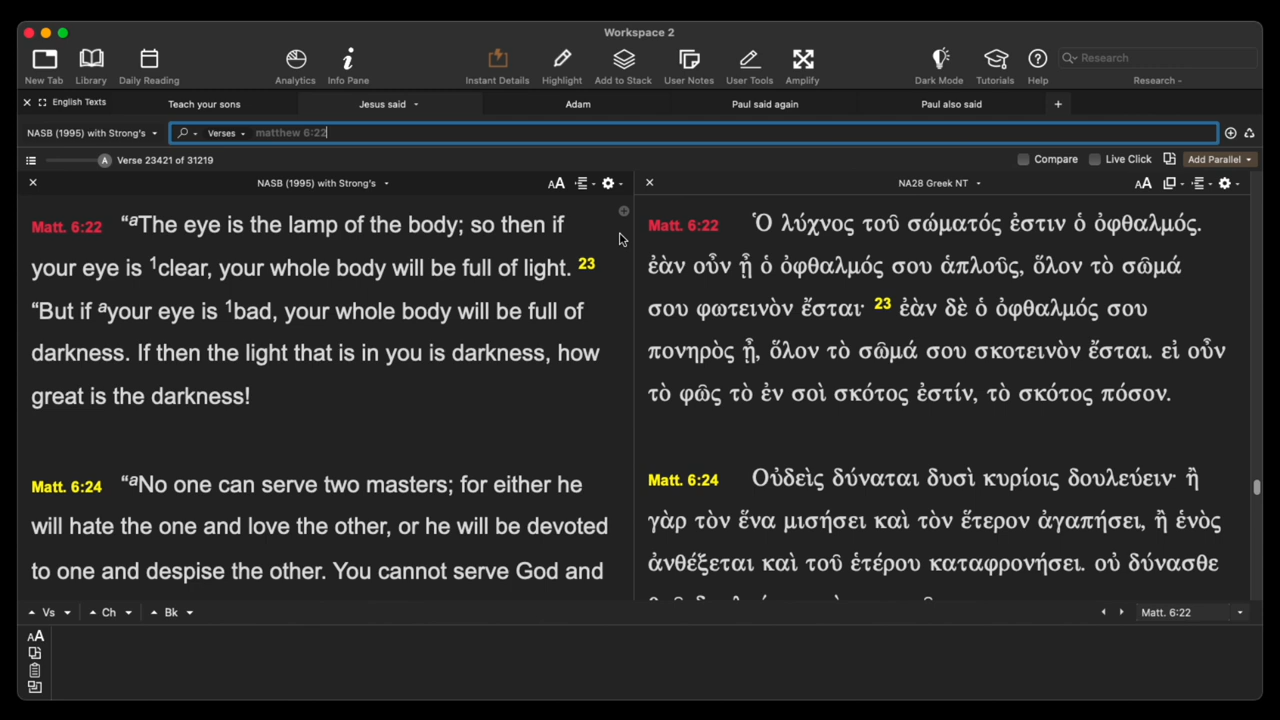 Workspace 2
New Tab Library Daily Reading Analytics Info Pane Instant Details Highlight Add to Stack User Notes User Tools Amplify Dark Mode Tutorials Help Research
Research
English Texts Teach your sons Jesus said Adam Paul said again Paul also said +
NASB (1995) with Strong's Verses matthew 6:22
A Verse 23421 of 31219 Compare Live Click Add Parallel
NASB (1995) with Strong's AA
Matt. 6:22 “aThe eye is the lamp of the body; so then if
your eye is 1clear, your whole body will be full of light. 23
“But if ayour eye is 1bad, your whole body will be full of
darkness. If then the light that is in you is darkness, how
great is the darkness!
Matt. 6:24 “aNo one can serve two masters; for either he
will hate the one and love the other, or he will be devoted
to one and despise the other. You cannot serve God and
NA28 Greek NT AA
Matt. 6:22 Ὁ λύχνος τοῦ σώματός ἐστιν ὁ ὀφθαλμός.
ἐὰν οὖν ᾖ ὁ ὀφθαλμός σου ἁπλοῦς, ὅλον τὸ σῶμά
σου φωτεινὸν ἔσται· 23 ἐὰν δὲ ὁ ὀφθαλμός σου
πονηρὸς ᾖ, ὅλον τὸ σῶμά σου σκοτεινὸν ἔσται. εἰ οὖν
τὸ φῶς τὸ ἐν σοὶ σκότος ἐστίν, τὸ σκότος πόσον.
Matt. 6:24 Οὐδεὶς δύναται δυσὶ κυρίοις δουλεύειν· ἢ
γὰρ τὸν ἕνα μισήσει καὶ τὸν ἕτερον ἀγαπήσει, ἢ ἑνὸς
ἀνθέξεται καὶ τοῦ ἑτέρου καταφρονήσει. οὐ δύνασθε
Vs Ch Bk Matt. 6:22
AA